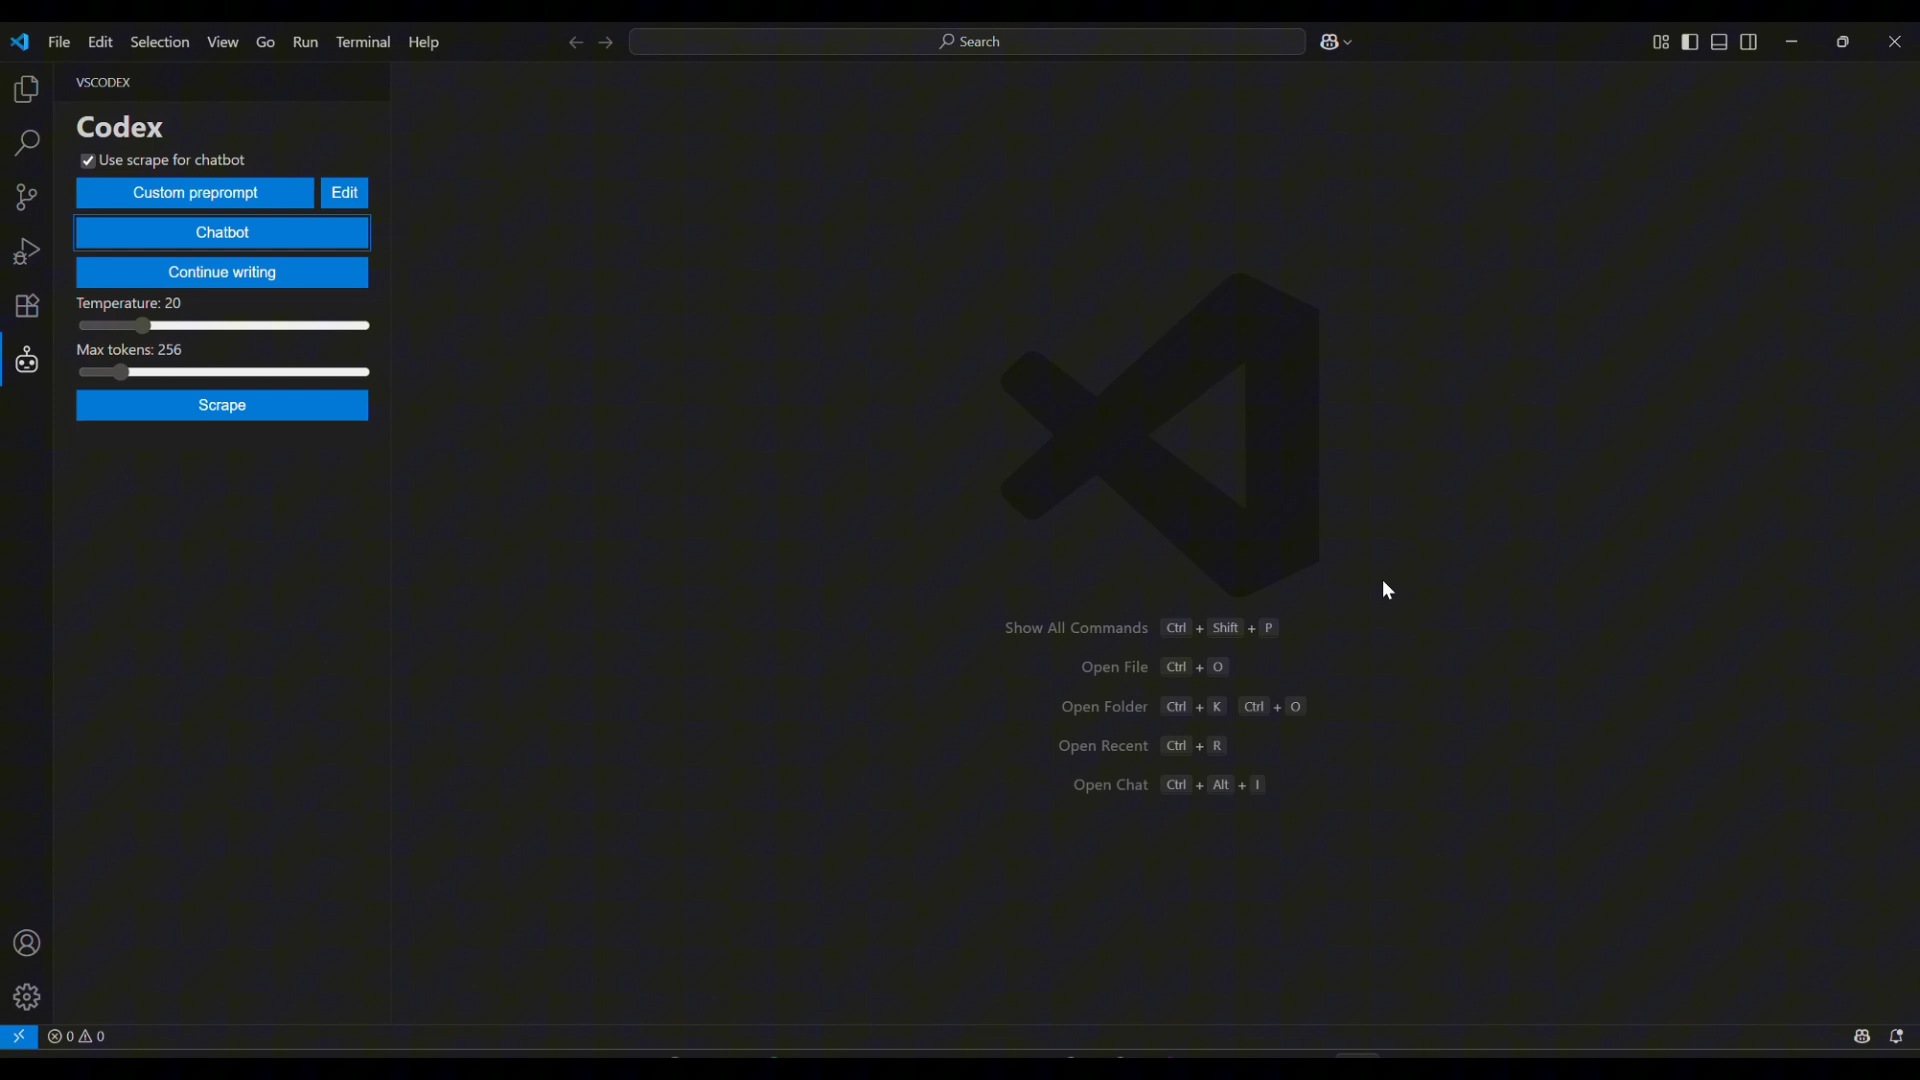 File Edit Selection View Go Run Terminal Help Search
VSCODEX
Codex
Use scrape for chatbot
Custom preprompt Edit
Chatbot
Continue writing
Temperature: 20
Max tokens: 256
Scrape
Show All Commands Ctrl + Shift + P
Open File Ctrl + O
Open Folder Ctrl + K Ctrl + O
Open Recent Ctrl + R
Open Chat Ctrl + Alt + I
0 0